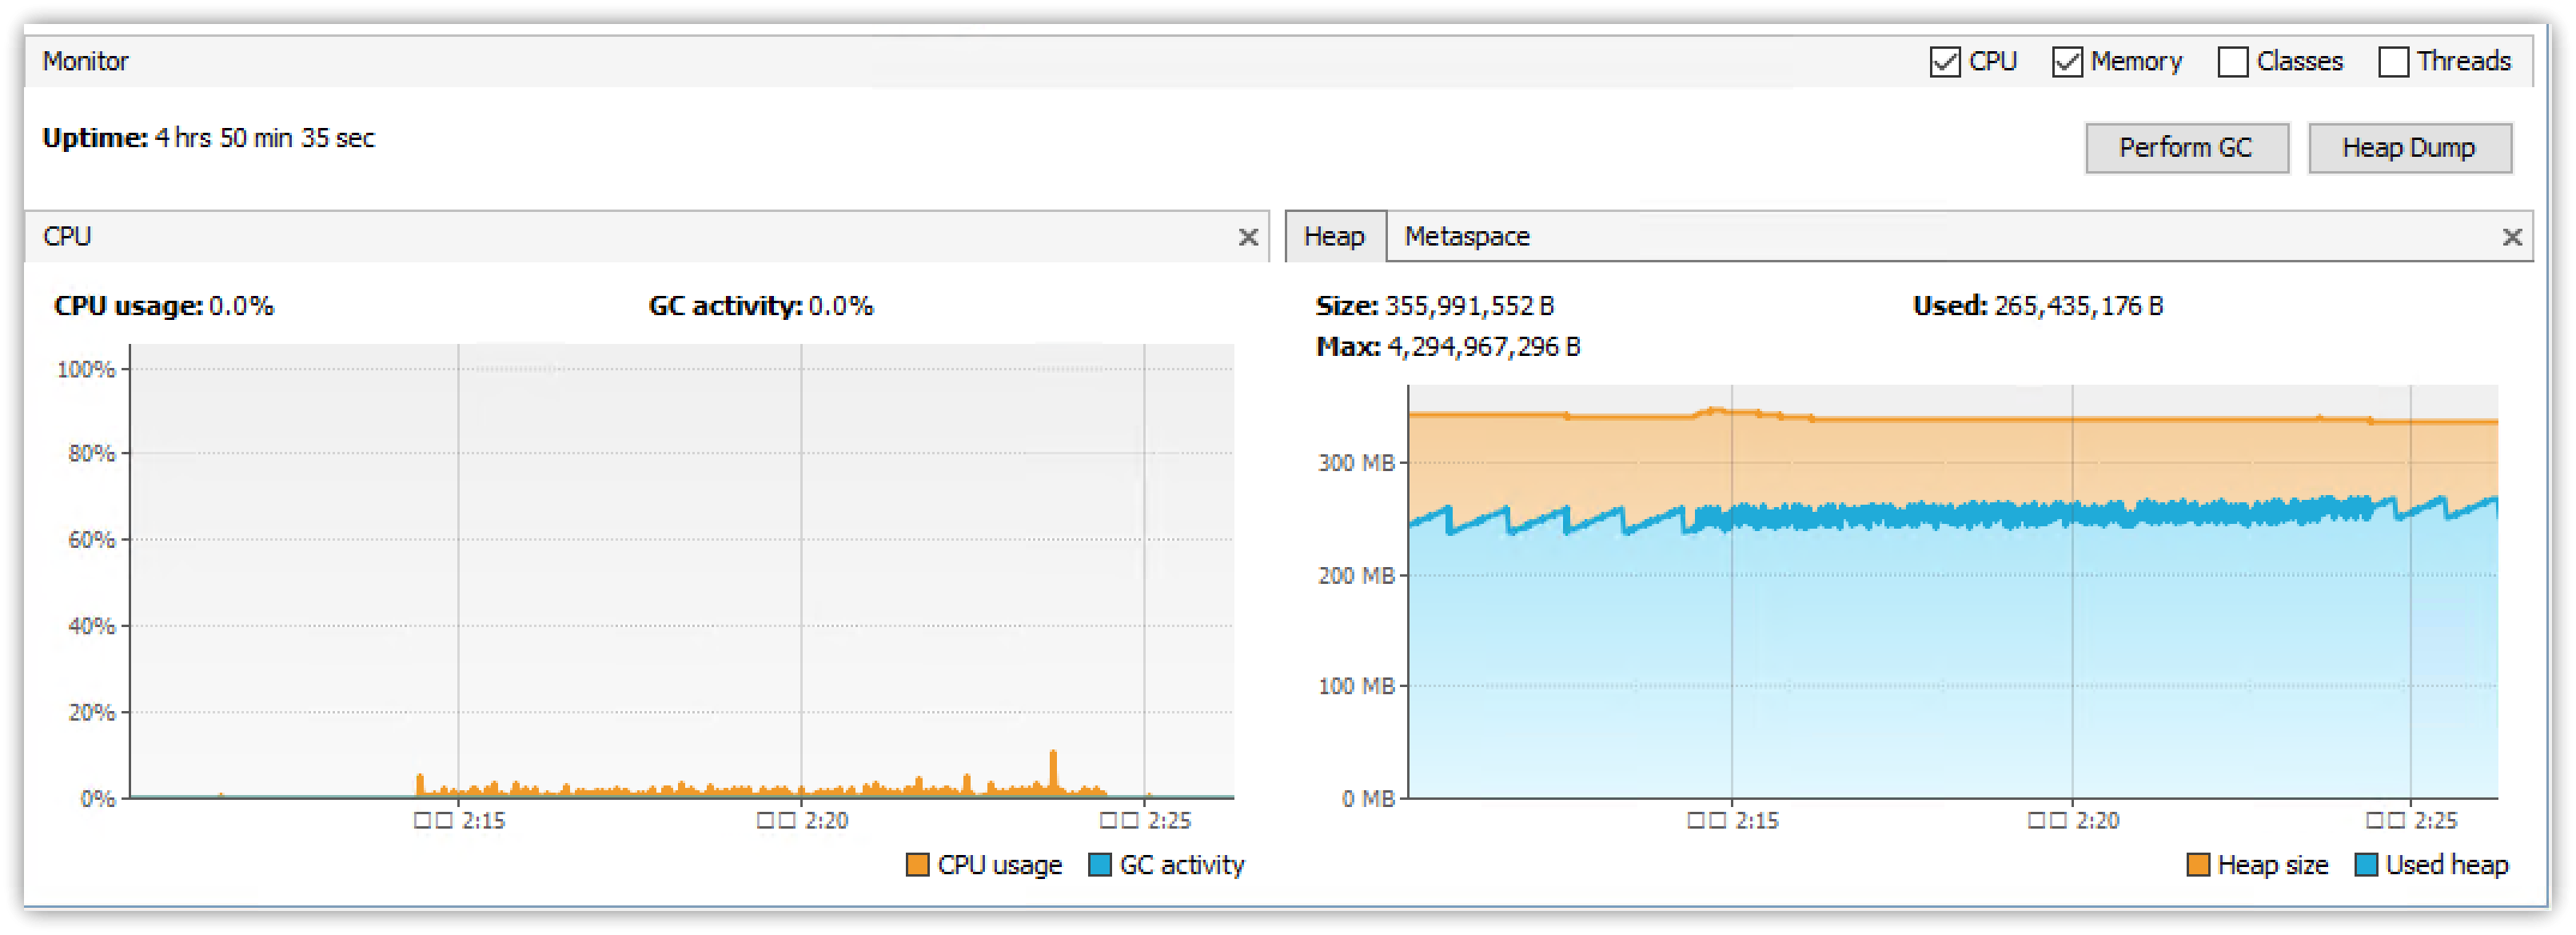 Monitor
CPU Memory Classes Threads
Uptime: 4 hrs 50 min 35 sec
Perform GC Heap Dump
CPU
CPU usage: 0.0% GC activity: 0.0%
100%
80%
60%
40%
20%
0%
□□ 2:15 □□ 2:20 □□ 2:25
CPU usage GC activity
Heap Metaspace
Size: 355,991,552 B Used: 265,435,176 B
Max: 4,294,967,296 B
300 MB
200 MB
100 MB
0 MB
□□ 2:15 □□ 2:20 □□ 2:25
Heap size Used heap